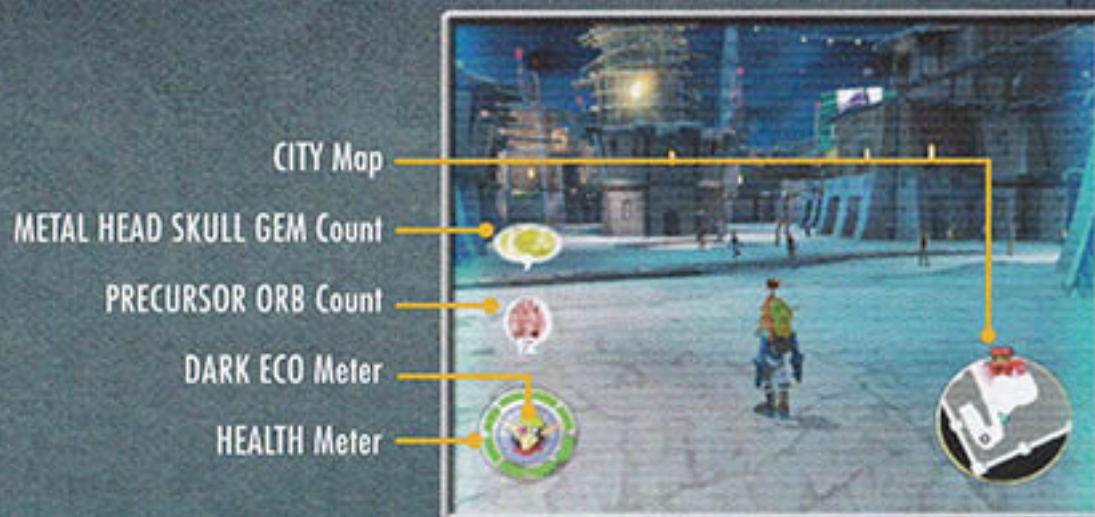 CITY Map
METAL HEAD SKULL GEM Count
PRECURSOR ORB Count
DARK ECO Meter
HEALTH Meter